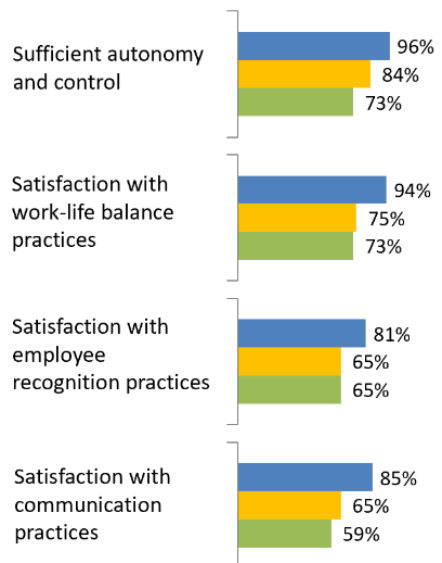 Sufficient autonomy
and control
96%
84%
73%
Satisfaction with
work-life balance
practices
94%
75%
73%
Satisfaction with
employee
recognition practices
81%
65%
65%
Satisfaction with
communication
practices
85%
65%
59%